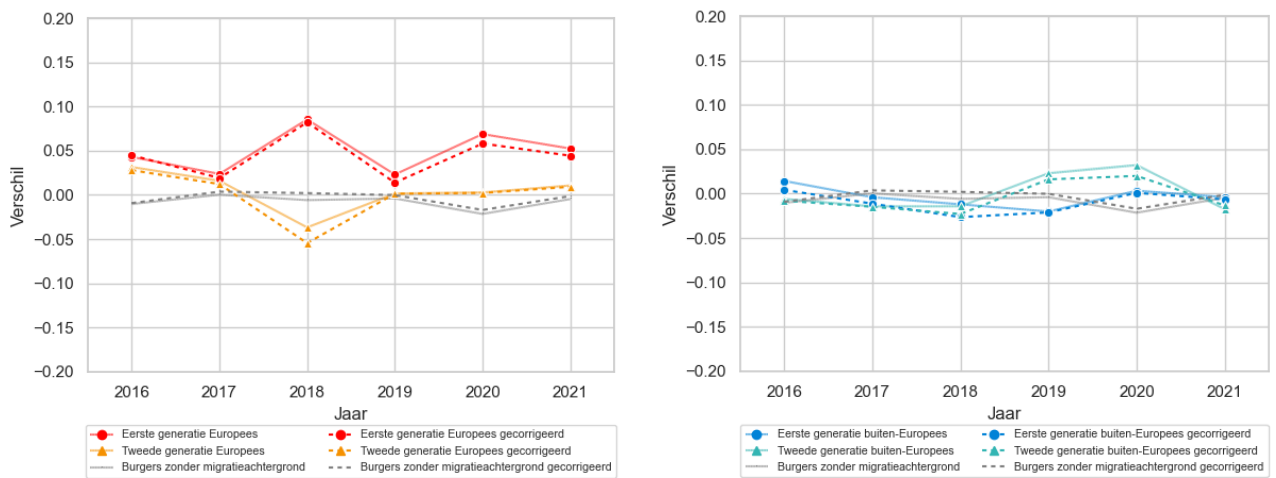 0.20
0.15
0.10
0.05
0.00
−0.05
−0.10
−0.15
−0.20
Verschil
2016 2017 2018 2019 2020 2021
Jaar
Eerste generatie Europees Eerste generatie Europees gecorrigeerd
Tweede generatie Europees Tweede generatie Europees gecorrigeerd
Burgers zonder migratieachtergrond Burgers zonder migratieachtergrond gecorrigeerd
0.20
0.15
0.10
0.05
0.00
−0.05
−0.10
−0.15
−0.20
Verschil
2016 2017 2018 2019 2020 2021
Jaar
Eerste generatie buiten-Europees Eerste generatie buiten-Europees gecorrigeerd
Tweede generatie buiten-Europees Tweede generatie buiten-Europees gecorrigeerd
Burgers zonder migratieachtergrond Burgers zonder migratieachtergrond gecorrigeerd